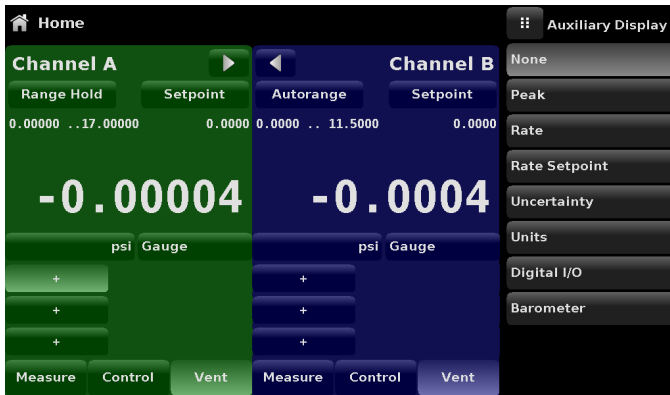 Home
Auxiliary Display
Channel A
Channel B
Range Hold Setpoint
Autorange Setpoint
0.00000 ..17.00000 0.0000
0.0000 .. 11.5000 0.0000
-0.00004
-0.0004
psi Gauge
psi Gauge
+
+
+
+
+
+
Measure Control Vent
Measure Control Vent
None
Peak
Rate
Rate Setpoint
Uncertainty
Units
Digital I/O
Barometer